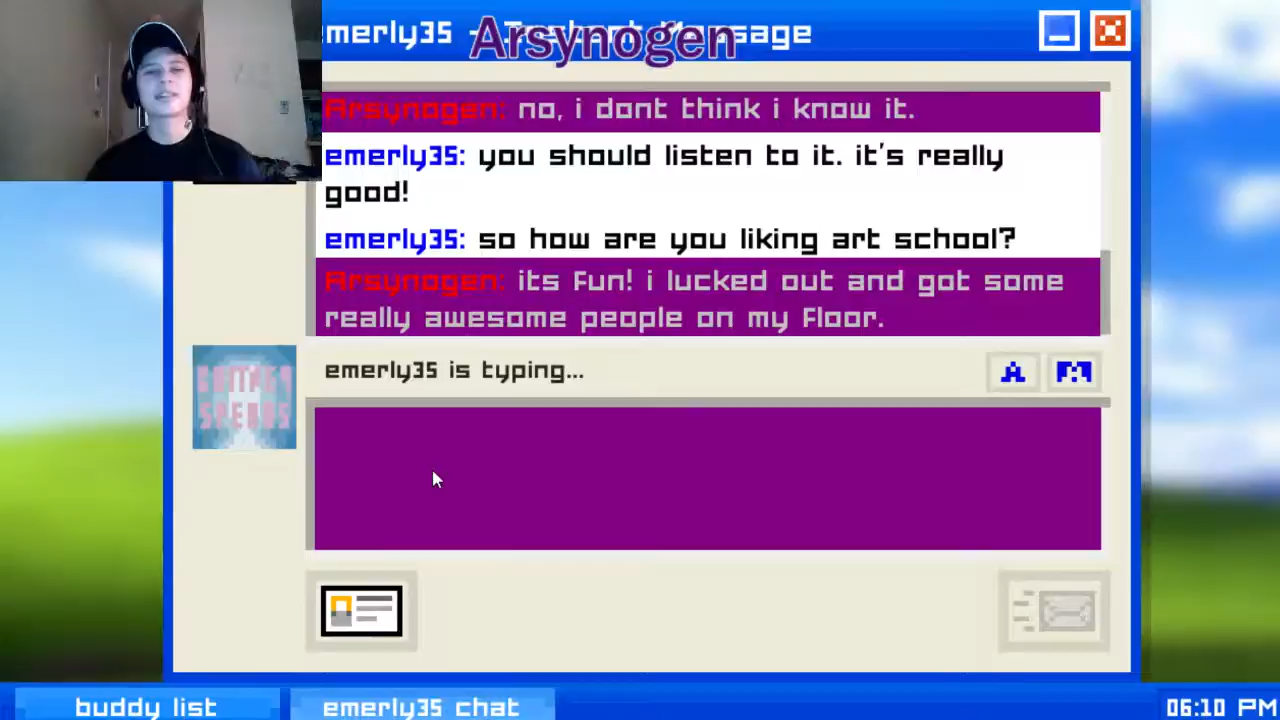 emerly35 - Instant Message
Arsynogen
Arsynogen: no, i dont think i know it.
emerly35: you should listen to it. it's really
good!
emerly35: so how are you liking art school?
Arsynogen: its fun! i lucked out and got some
really awesome people on my floor.
emerly35 is typing...
A
buddy list
emerly35 chat
06:10 PM